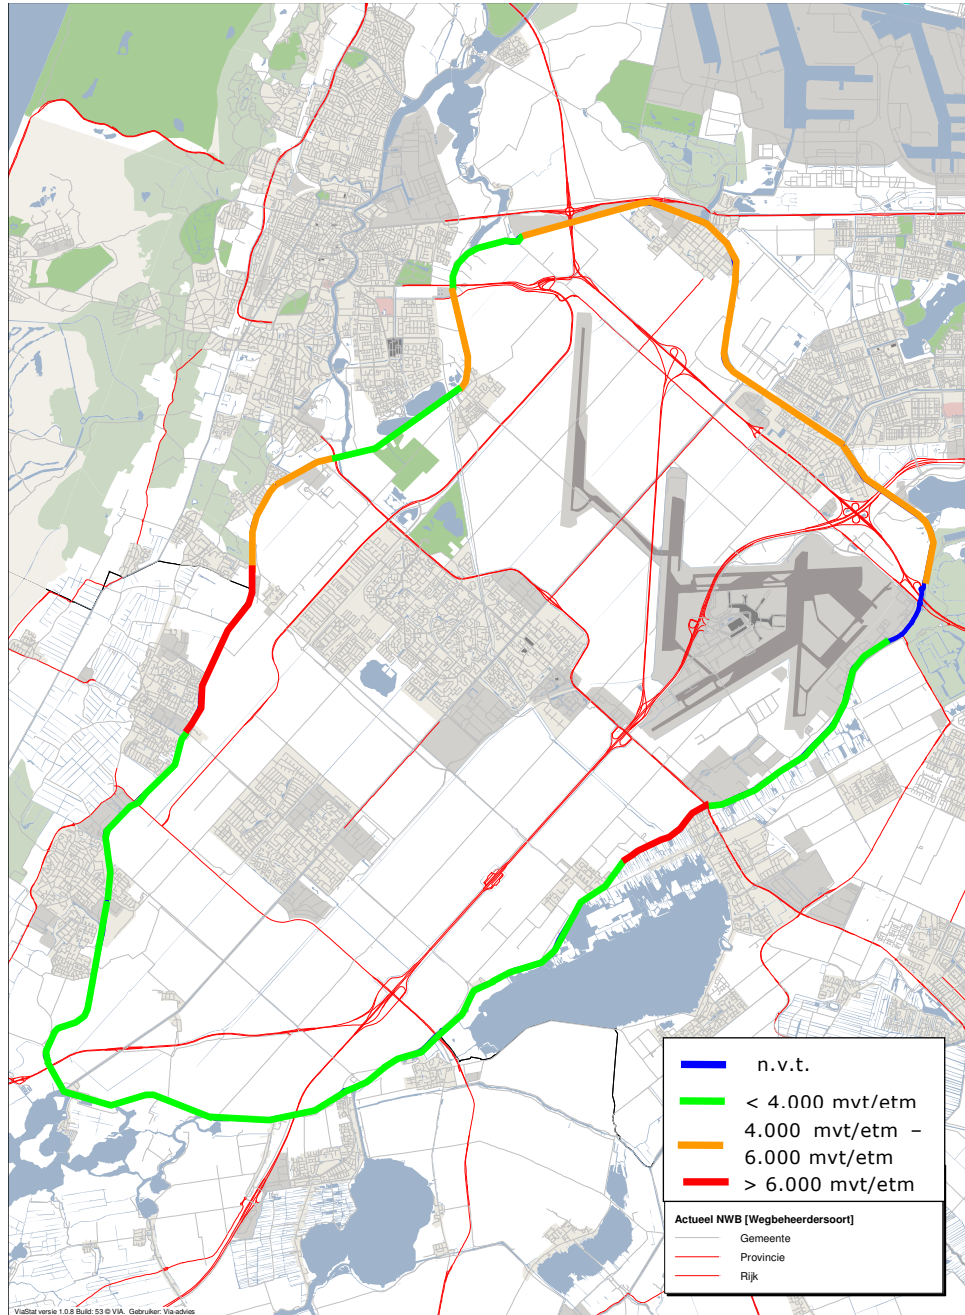 n.v.t.
< 4.000 mvt/etm
4.000 mvt/etm –
6.000 mvt/etm
> 6.000 mvt/etm
Actueel NWB [Wegbeheerdersoort]
Gemeente
Provincie
Rijk
ViaStat versie 1.0.8 Build: 53 © VIA. Gebruiker: Via-advies